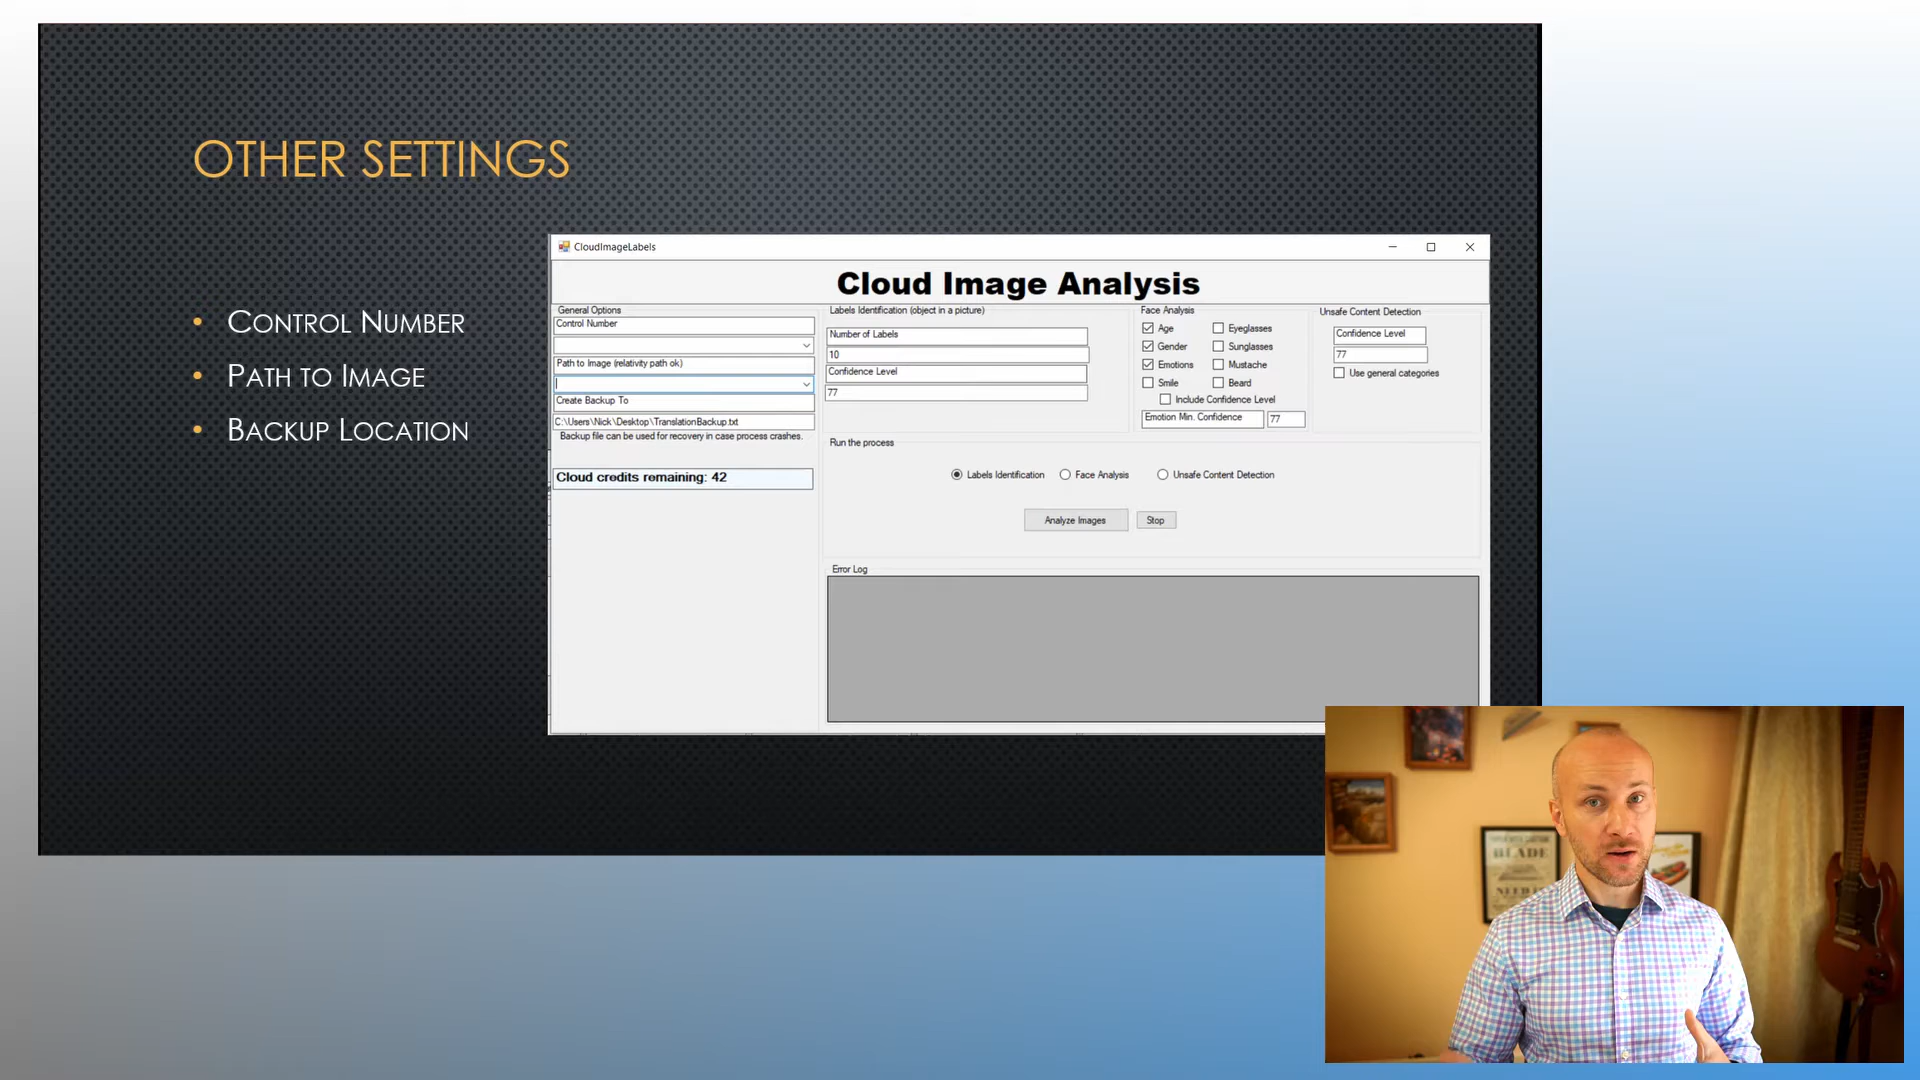 OTHER SETTINGS
• CONTROL NUMBER
• PATH TO IMAGE
• BACKUP LOCATION
CloudImageLabels
Cloud Image Analysis
General Options
Control Number
Path to Image (relativity path ok)
Create Backup To
C:\Users\Nick\Desktop\TranslationBackup.txt
Backup file can be used for recovery in case process crashes.
Cloud credits remaining: 42
Labels Identification (object in a picture)
Number of Labels
10
Confidence Level
77
Face Analysis
Age
Eyeglasses
Gender
Sunglasses
Emotions
Mustache
Smile
Beard
Include Confidence Level
Emotion Min. Confidence
77
Unsafe Content Detection
Confidence Level
77
Use general categories
Run the process
Labels Identification
Face Analysis
Unsafe Content Detection
Analyze Images
Stop
Error Log
BLADE